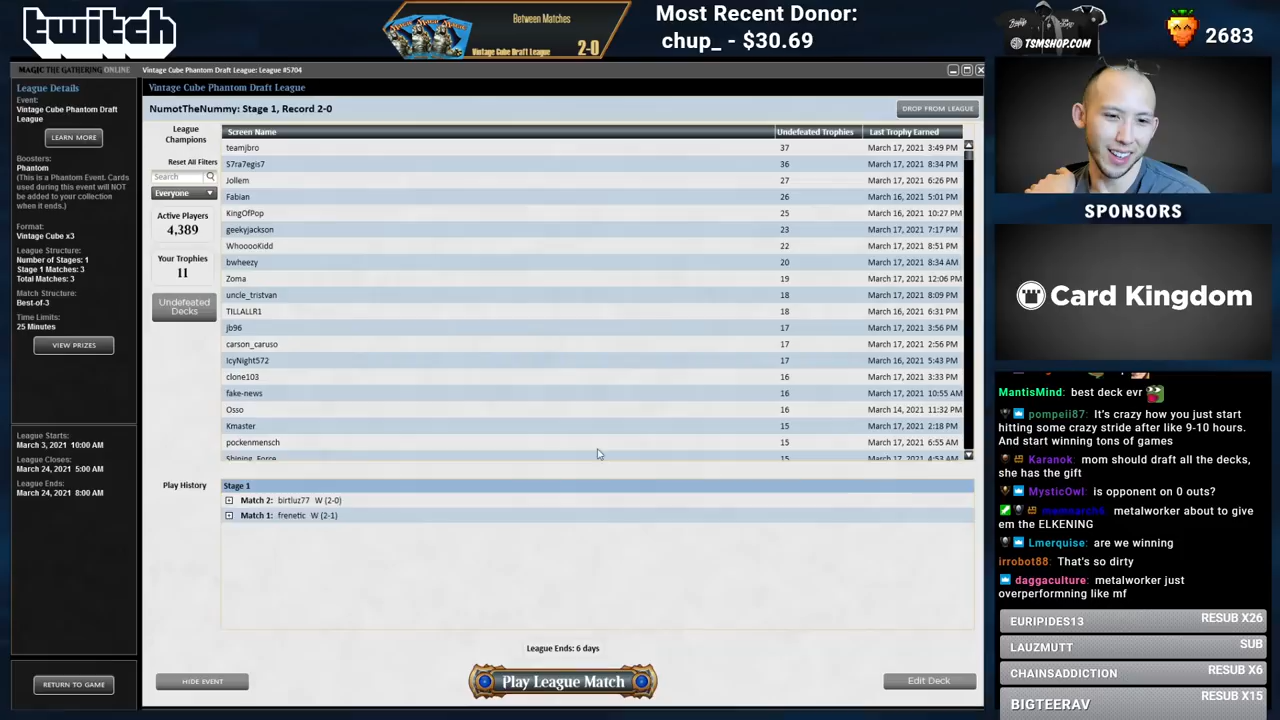 twitch
Between Matches
Vintage Cube Draft League
2-0
Most Recent Donor:
chup_ - $30.69
TSMSHOP.COM
2683
MAGIC THE GATHERING ONLINE
Vintage Cube Phantom Draft League: League #5704
League Details
Event:
Vintage Cube Phantom Draft
League
LEARN MORE
Boosters:
Phantom
(This is a Phantom Event. Cards
used during this event will NOT
be added to your collection
when it ends.)
Format:
Vintage Cube x3
League Structure:
Number of Stages: 1
Stage 1 Matches: 3
Total Matches: 3
Match Structure:
Best-of-3
Time Limits:
25 Minutes
VIEW PRIZES
League Starts:
March 3, 2021 10:00 AM
League Closes:
March 24, 2021 5:00 AM
League Ends:
March 24, 2021 8:00 AM
RETURN TO GAME
Vintage Cube Phantom Draft League
NumotTheNummy: Stage 1, Record 2-0
DROP FROM LEAGUE
League
Champions
Reset All Filters
Search
Everyone
Active Players
4,389
Your Trophies
11
Undefeated
Decks
Screen Name Undefeated Trophies Last Trophy Earned
teamjbro 37 March 17, 2021 3:49 PM
S7ra7egis7 36 March 17, 2021 8:34 PM
Jollem 27 March 17, 2021 6:26 PM
Fabian 26 March 16, 2021 5:01 PM
KingOfPop 25 March 16, 2021 10:27 PM
geekyjackson 23 March 17, 2021 7:17 PM
WhooooKidd 22 March 17, 2021 8:51 PM
bwheezy 20 March 17, 2021 8:34 AM
Zoma 19 March 17, 2021 12:06 PM
uncle_tristvan 18 March 17, 2021 8:09 PM
TILLALLR1 18 March 16, 2021 6:31 PM
jb96 17 March 17, 2021 3:56 PM
carson_caruso 17 March 17, 2021 2:56 PM
IcyNight572 17 March 16, 2021 5:43 PM
clone103 16 March 17, 2021 3:33 PM
fake-news 16 March 17, 2021 10:55 AM
Osso 16 March 14, 2021 11:32 PM
Kmaster 15 March 17, 2021 2:18 PM
pockenmensch 15 March 17, 2021 6:55 AM
Shining_Force 15 March 17, 2021 4:53 AM
Play History
Stage 1
Match 2: birtluz77 W (2-0)
Match 1: frenetic W (2-1)
League Ends: 6 days
HIDE EVENT
Play League Match
Edit Deck
SPONSORS
Card Kingdom
MantisMind: best deck evr
pompeii87: It's crazy how you just start
hitting some crazy stride after like 9-10 hours.
And start winning tons of games
Karanok: mom should draft all the decks,
she has the gift
MysticOwl: is opponent on 0 outs?
metalworker about to give
em the ELKENING
Lmerquise: are we winning
irrobot88: That's so dirty
daggaculture: metalworker just
overperformning like mf
EURIPIDES13 RESUB X26
LAUZMUTT SUB
CHAINSADDICTION RESUB X6
BIGTEERAV RESUB X15